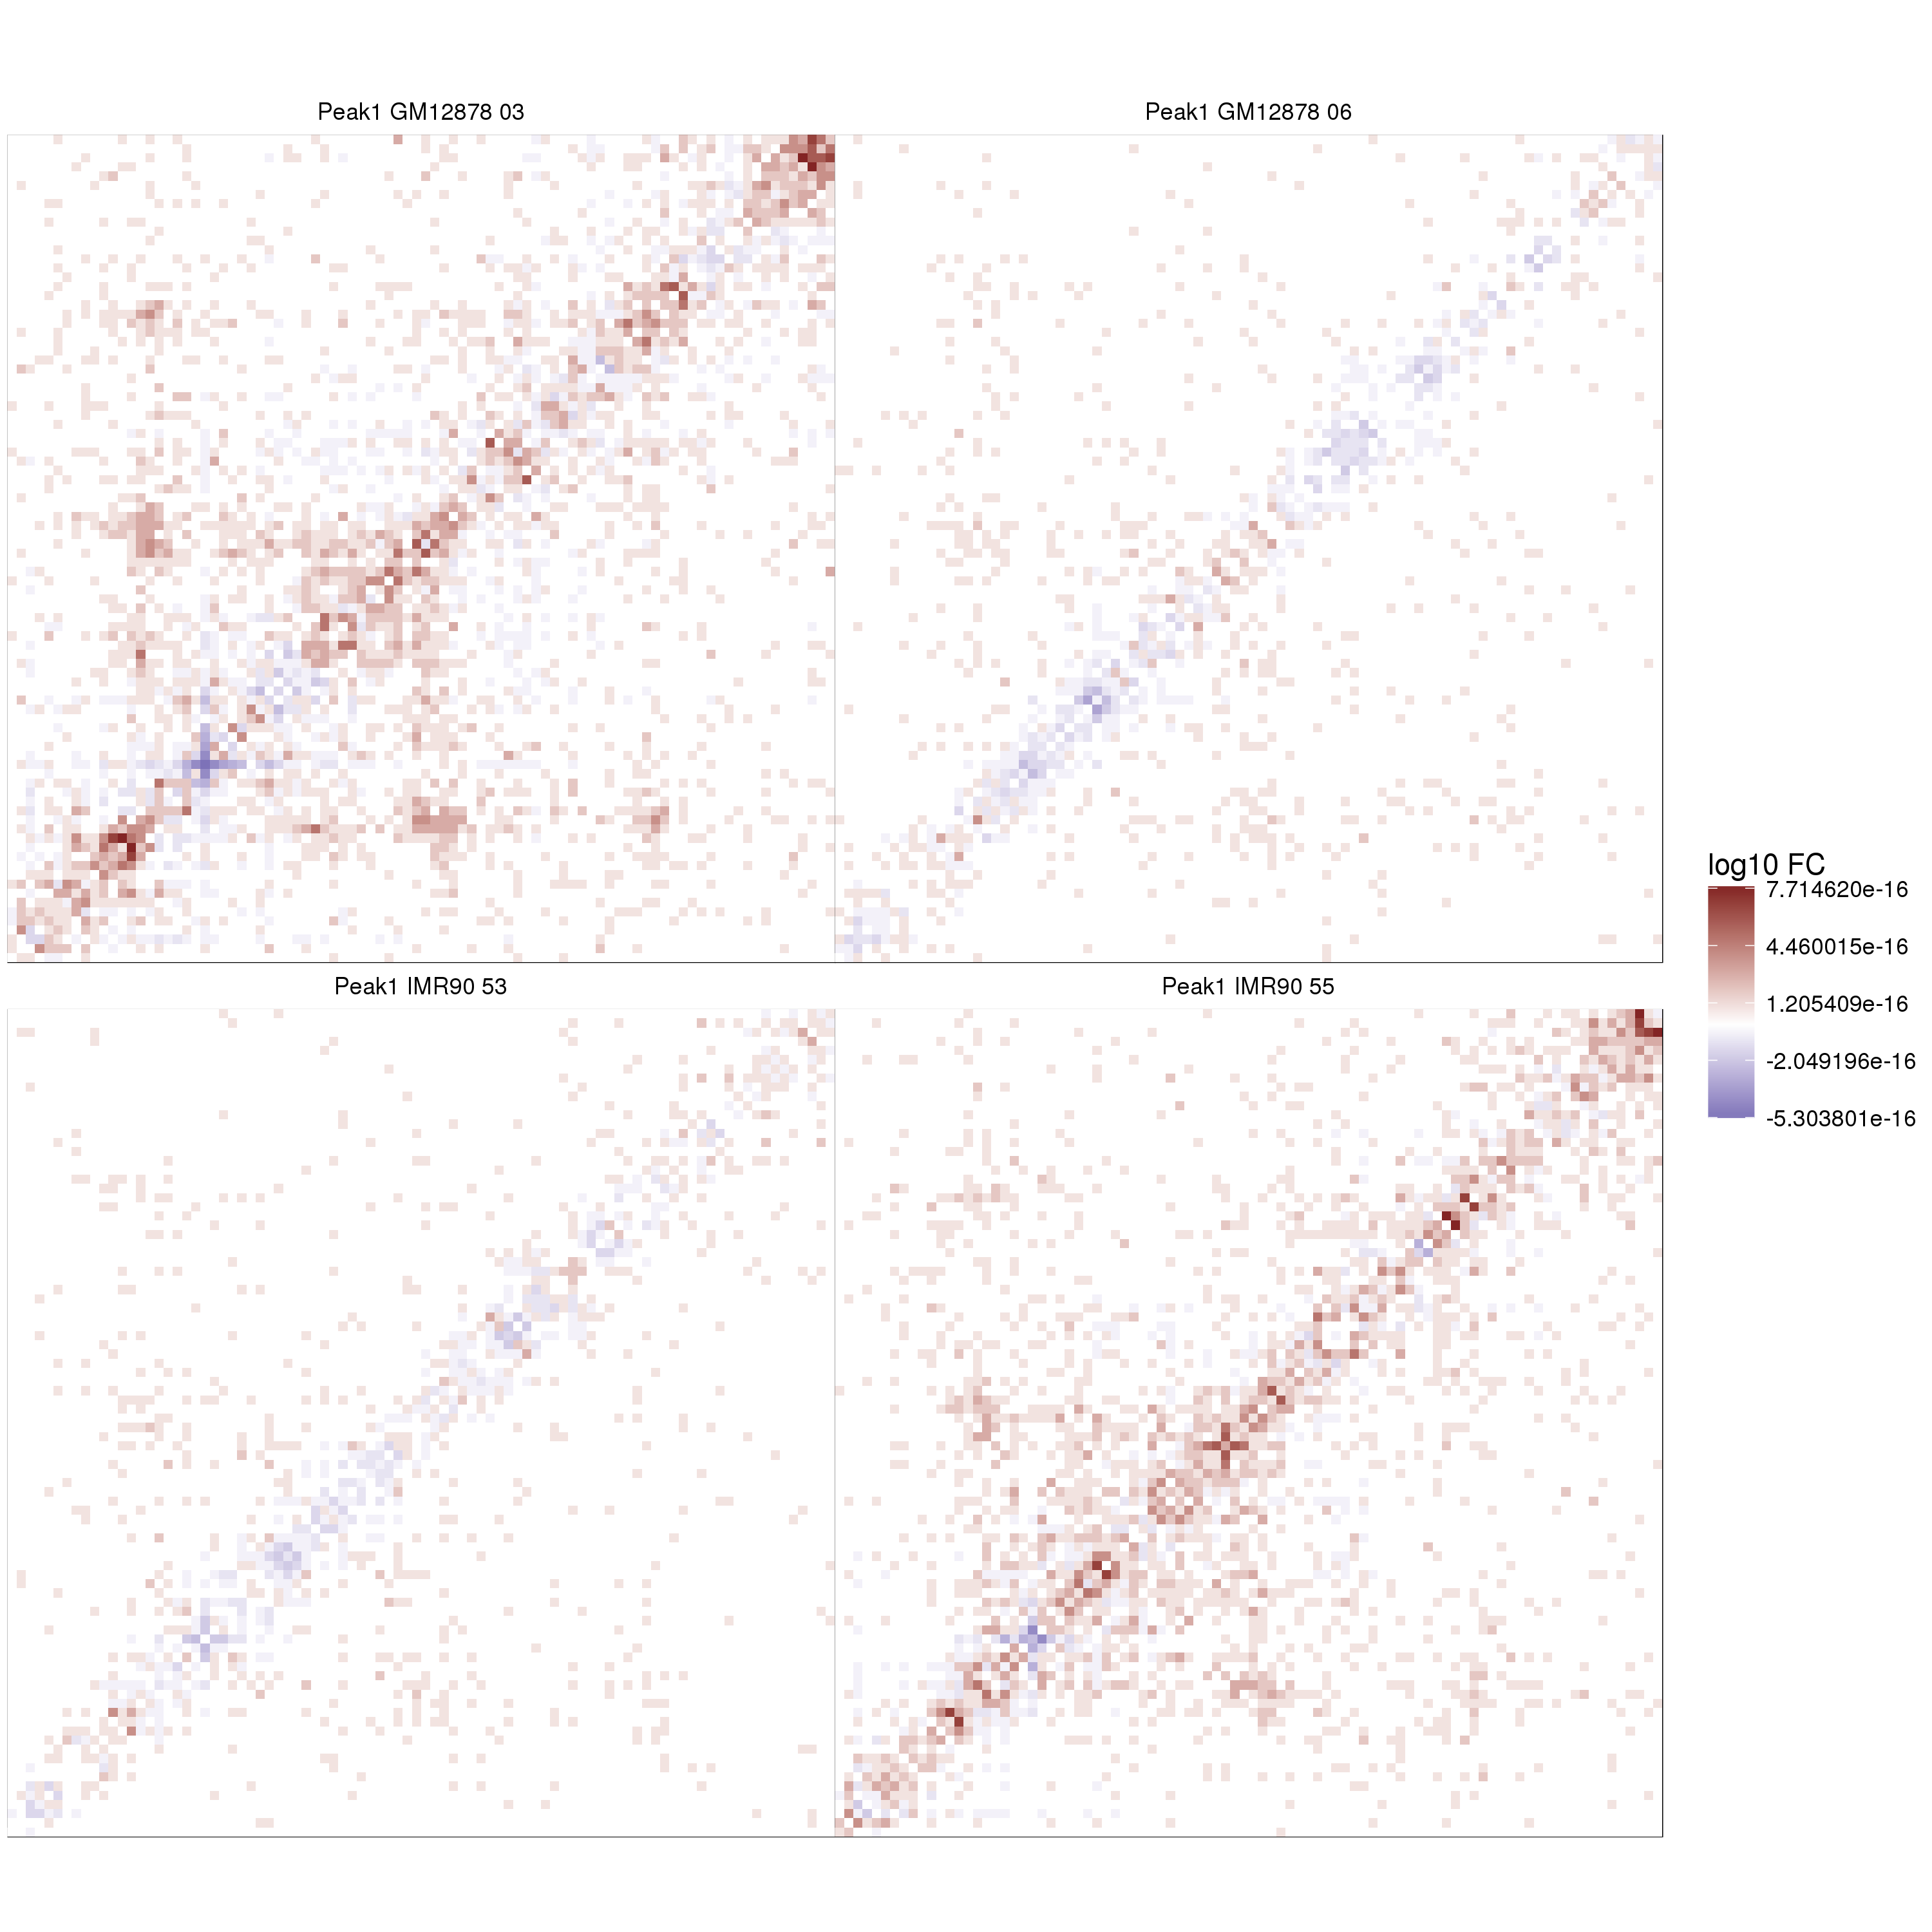 Peak1 GM12878 03
Peak1 GM12878 06
Peak1 IMR90 53
Peak1 IMR90 55
log10 FC
7.714620e-16
4.460015e-16
1.205409e-16
-2.049196e-16
-5.303801e-16